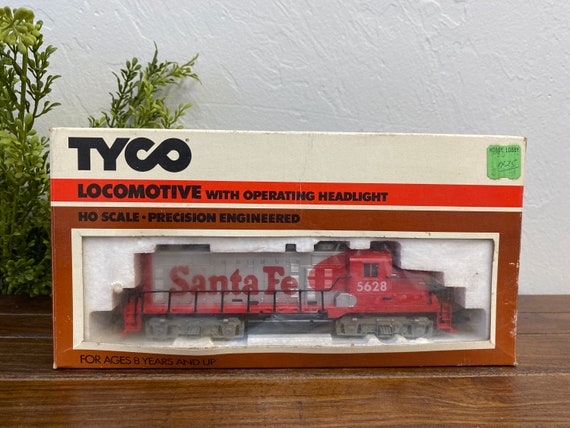 TYCO
LOCOMOTIVE WITH OPERATING HEADLIGHT
HO SCALE • PRECISION ENGINEERED
Santa Fe
5628
FOR AGES 8 YEARS AND UP